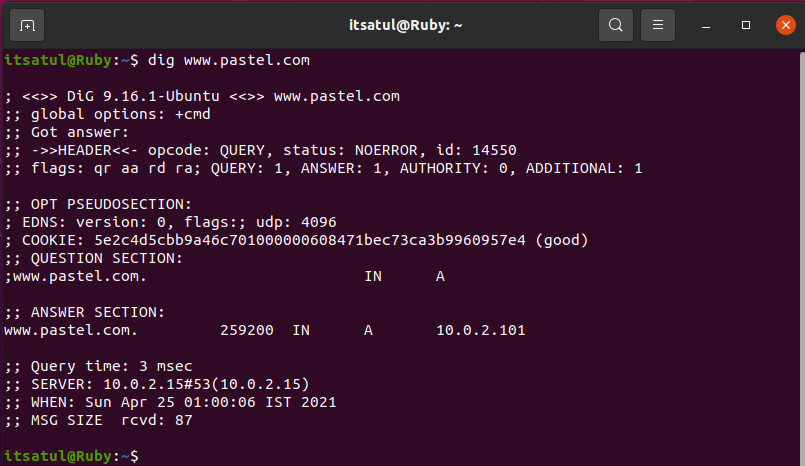 itsatul@Ruby: ~
itsatul@Ruby:~$ dig www.pastel.com
; <<>> DiG 9.16.1-Ubuntu <<>> www.pastel.com
;; global options: +cmd
;; Got answer:
;; ->>HEADER<<- opcode: QUERY, status: NOERROR, id: 14550
;; flags: qr aa rd ra; QUERY: 1, ANSWER: 1, AUTHORITY: 0, ADDITIONAL: 1
;; OPT PSEUDOSECTION:
; EDNS: version: 0, flags:; udp: 4096
; COOKIE: 5e2c4d5cbb9a46c701000000608471bec73ca3b9960957e4 (good)
;; QUESTION SECTION:
;www.pastel.com. IN A
;; ANSWER SECTION:
www.pastel.com. 259200 IN A 10.0.2.101
;; Query time: 3 msec
;; SERVER: 10.0.2.15#53(10.0.2.15)
;; WHEN: Sun Apr 25 01:00:06 IST 2021
;; MSG SIZE rcvd: 87
itsatul@Ruby:~$